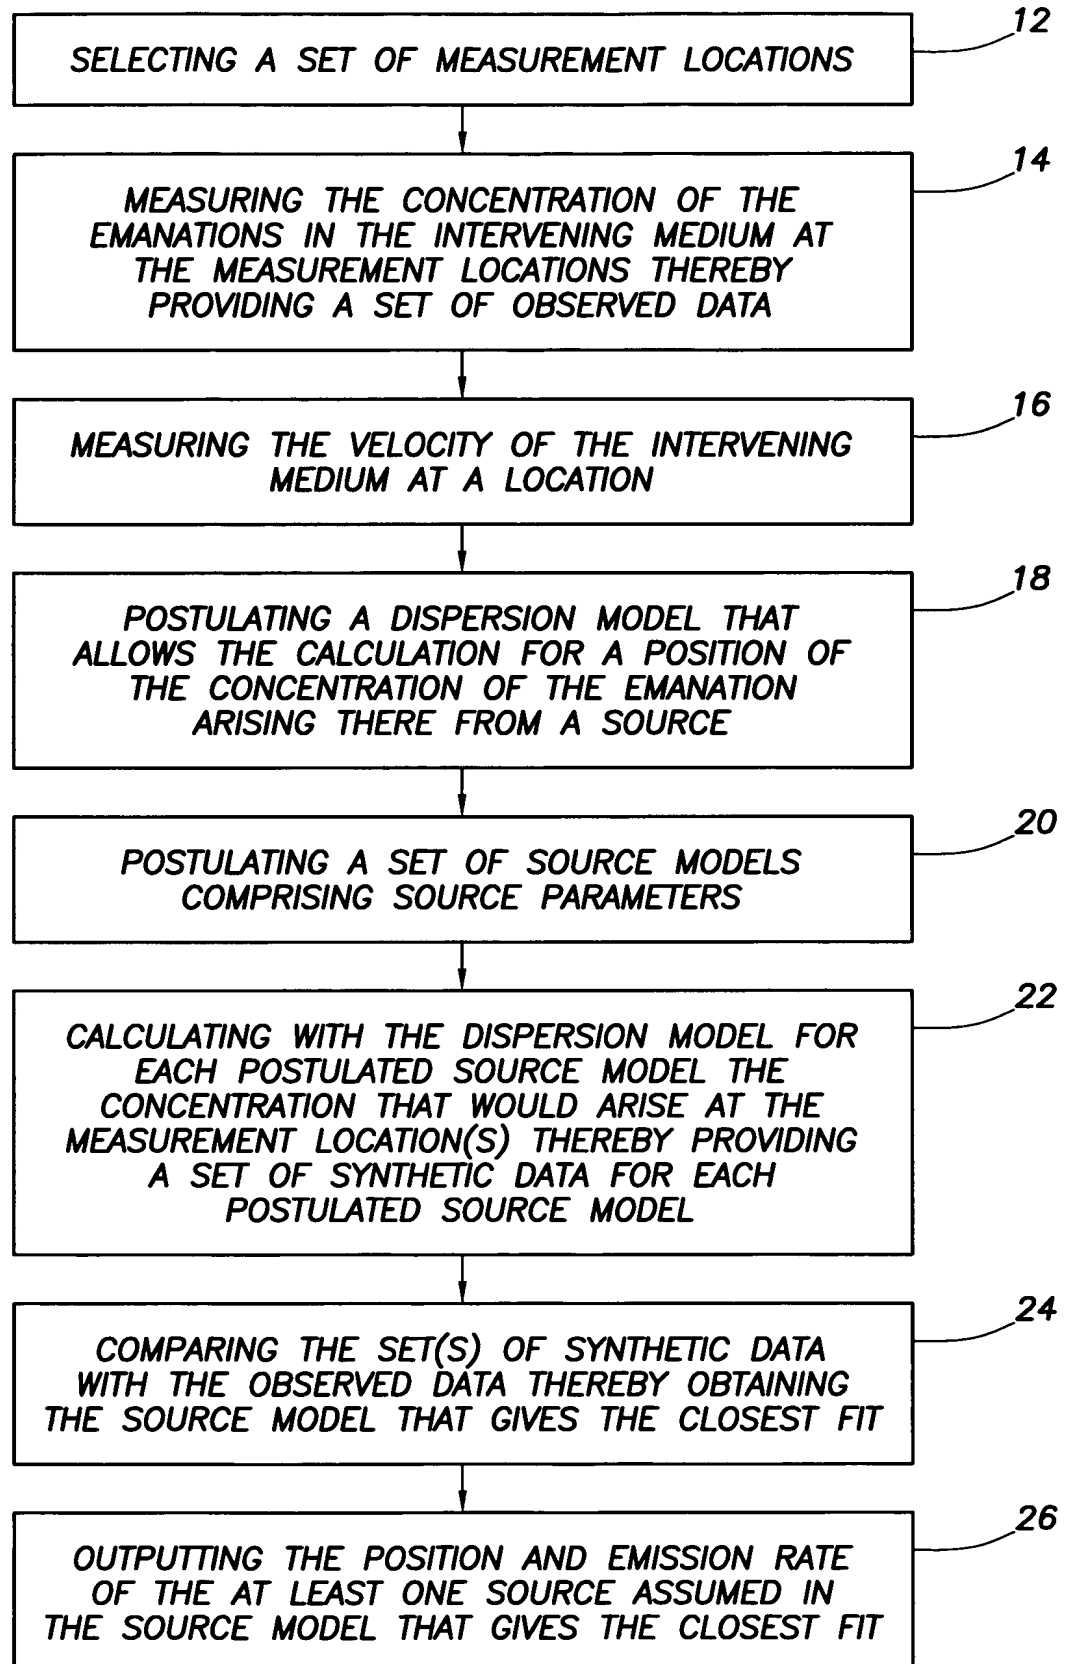 12
SELECTING A SET OF MEASUREMENT LOCATIONS
14
MEASURING THE CONCENTRATION OF THE
EMANATIONS IN THE INTERVENING MEDIUM AT
THE MEASUREMENT LOCATIONS THEREBY
PROVIDING A SET OF OBSERVED DATA
16
MEASURING THE VELOCITY OF THE INTERVENING
MEDIUM AT A LOCATION
18
POSTULATING A DISPERSION MODEL THAT
ALLOWS THE CALCULATION FOR A POSITION OF
THE CONCENTRATION OF THE EMANATION
ARISING THERE FROM A SOURCE
20
POSTULATING A SET OF SOURCE MODELS
COMPRISING SOURCE PARAMETERS
22
CALCULATING WITH THE DISPERSION MODEL FOR
EACH POSTULATED SOURCE MODEL THE
CONCENTRATION THAT WOULD ARISE AT THE
MEASUREMENT LOCATION(S) THEREBY PROVIDING
A SET OF SYNTHETIC DATA FOR EACH
POSTULATED SOURCE MODEL
24
COMPARING THE SET(S) OF SYNTHETIC DATA
WITH THE OBSERVED DATA THEREBY OBTAINING
THE SOURCE MODEL THAT GIVES THE CLOSEST FIT
26
OUTPUTTING THE POSITION AND EMISSION RATE
OF THE AT LEAST ONE SOURCE ASSUMED IN
THE SOURCE MODEL THAT GIVES THE CLOSEST FIT